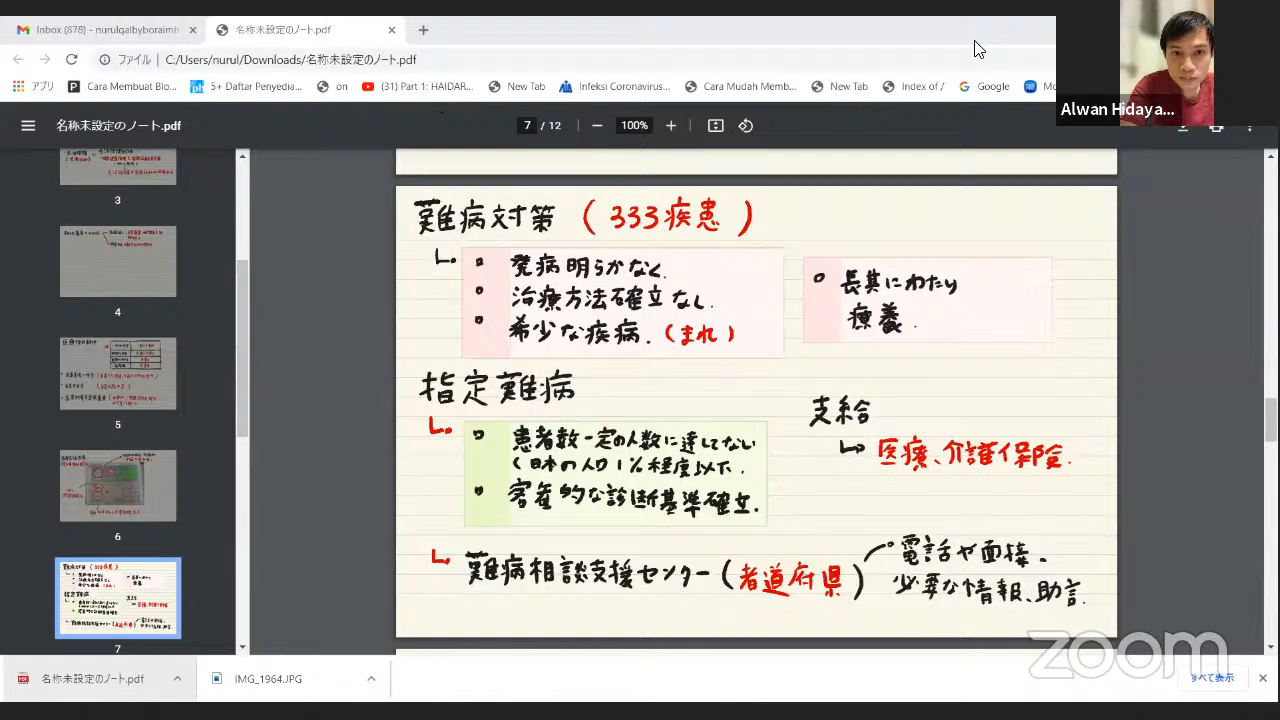 Inbox (878) - nurulqalbyboraimt
名称未設定のノート.pdf
ファイル
C:/Users/nurul/Downloads/名称未設定のノート.pdf
アプリ
Cara Membuat Blo...
5+ Daftar Penyedia...
on
(31) Part 1: HAIDAR...
New Tab
Infeksi Coronavirus...
Cara Mudah Memb...
New Tab
Index of /
Google
Mo
Alwan Hidaya...
名称未設定のノート.pdf
7 / 12
100%
3
4
5
6
7
難病対策 (333疾患)
発病明らかなく
治療方法確立なし.
希少な疾病.(まれ)
長其にわたり
療養.
指定難病
患者数一定の人数に達してない
(日本の人口1%程度以下.
客産的な診断基準確立.
支給
医療、介護保険.
難病相談支援センター(者道府県)
電話や面接.
必要な情報、助言.
zoom
名称未設定のノート.pdf
IMG_1964.JPG
すべて表示